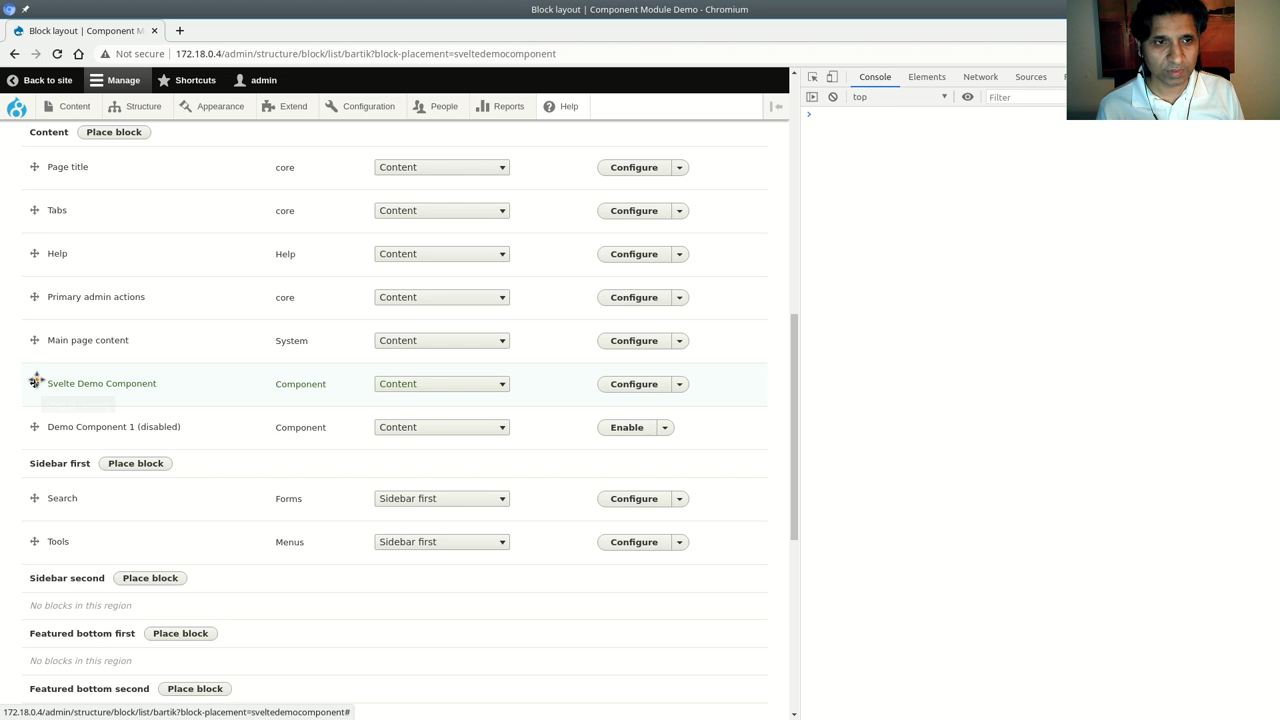 Block layout | Component Module Demo - Chromium
Block layout | Component M
Not secure 172.18.0.4/admin/structure/block/list/bartik?block-placement=sveltedemocomponent
Back to site Manage Shortcuts admin
Content Structure Appearance Extend Configuration People Reports Help
Console Elements Network Sources
top Filter
Content Place block
Page title core Content Configure
Tabs core Content Configure
Help Help Content Configure
Primary admin actions core Content Configure
Main page content System Content Configure
Svelte Demo Component Component Content Configure
Demo Component 1 (disabled) Component Content Enable
Sidebar first Place block
Search Forms Sidebar first Configure
Tools Menus Sidebar first Configure
Sidebar second Place block
No blocks in this region
Featured bottom first Place block
No blocks in this region
Featured bottom second Place block
172.18.0.4/admin/structure/block/list/bartik?block-placement=sveltedemocomponent#